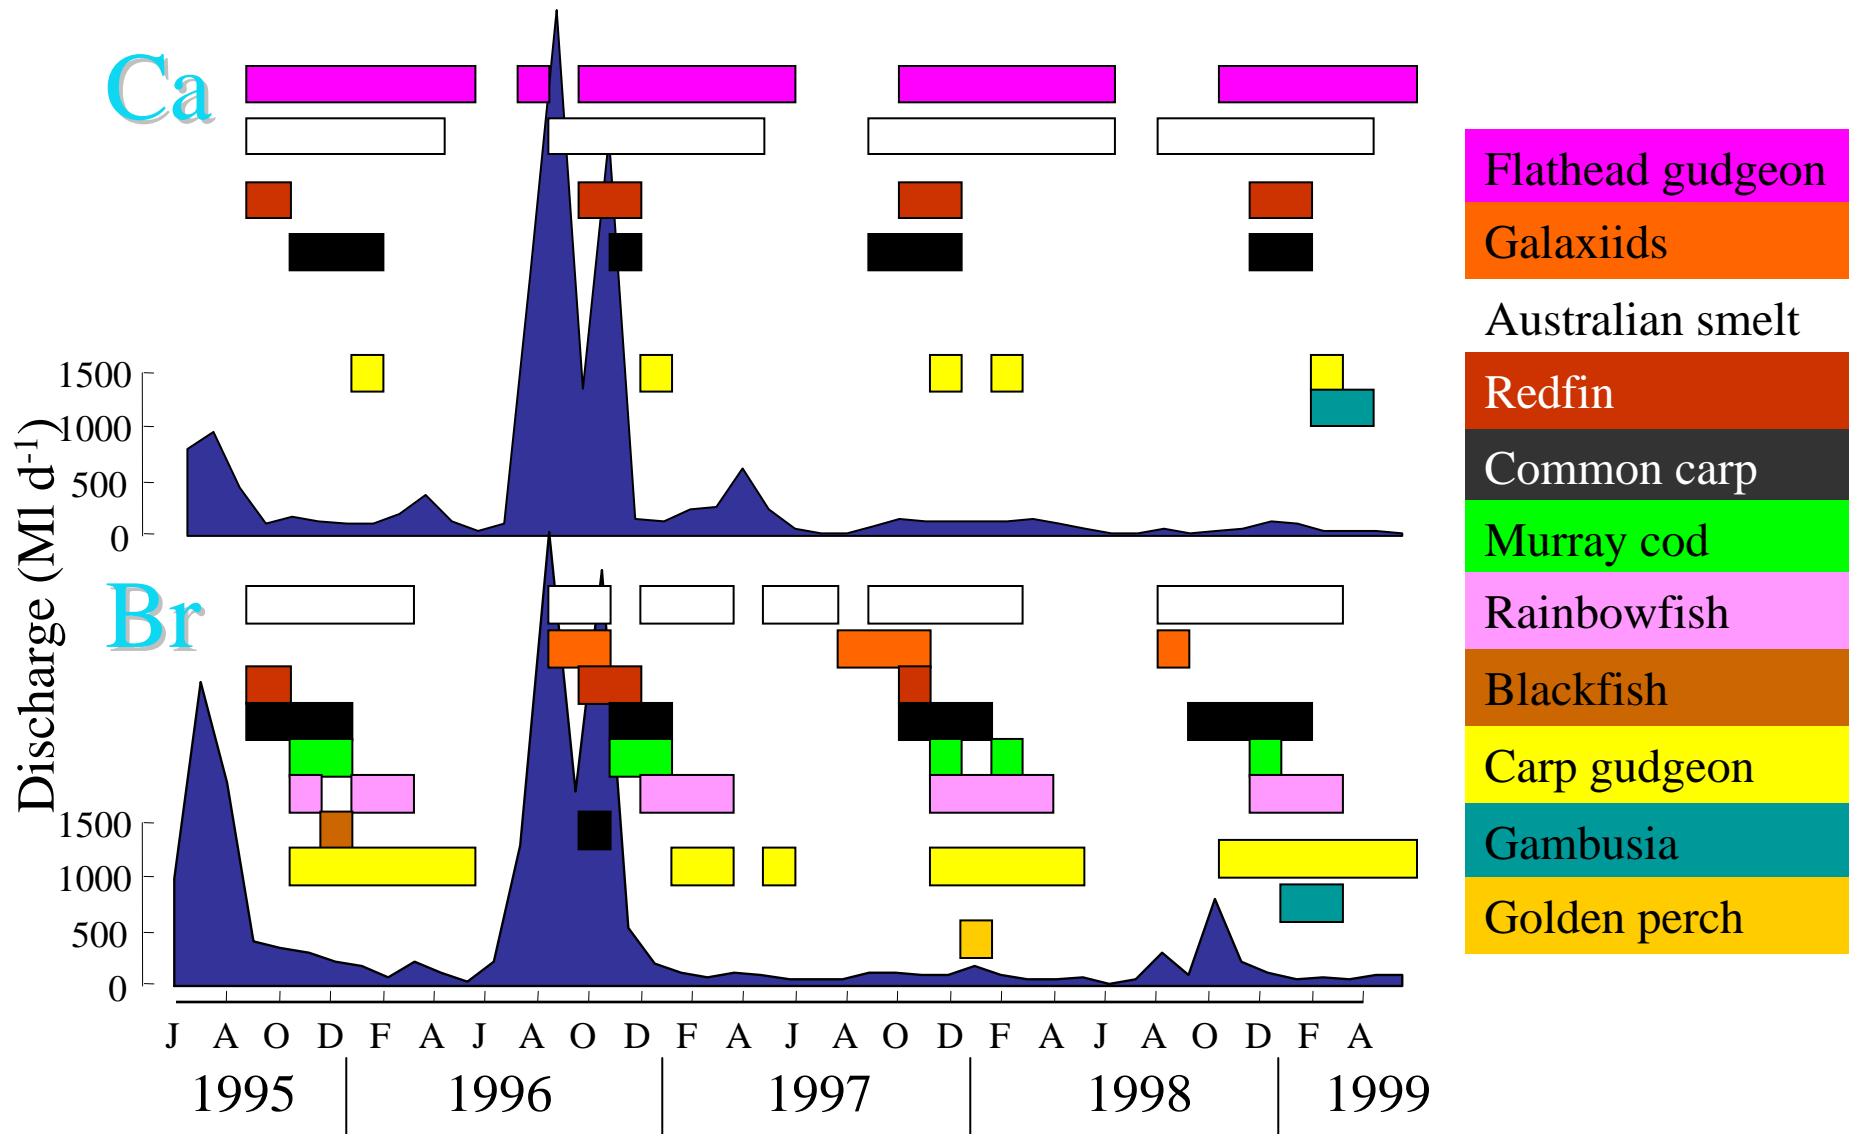 Ca
Flathead gudgeon
Galaxiids
Australian smelt
Redfin
Common carp
Murray cod
Rainbowfish
Blackfish
Carp gudgeon
Gambusia
Golden perch
Discharge (Ml d-1)
1500
1000
500
0
Br
1500
1000
500
0
J A O D F A J A O D F A J A O D F A J A O D F A
1995 1996 1997 1998 1999